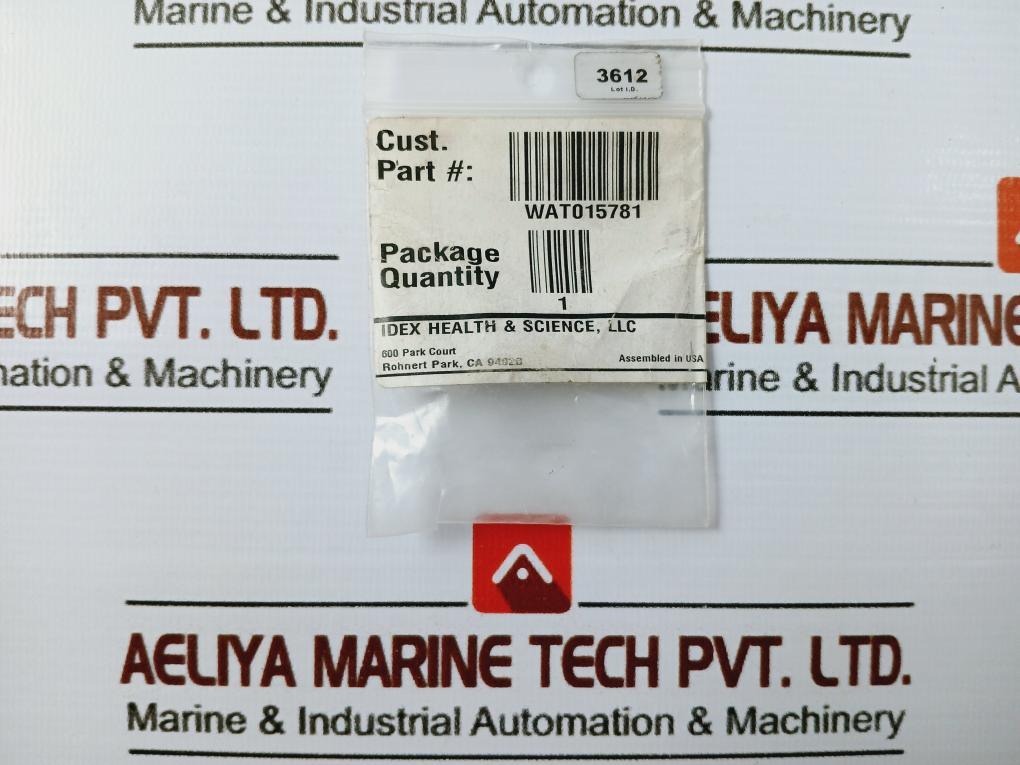 Marine & Industrial Automation & Machinery
3612
Lot I.D.
Cust.
Part #:
WAT015781
Package
Quantity
1
IDEX HEALTH & SCIENCE, LLC
600 Park Court
Rohnert Park, CA 94928
Assembled in USA
ECH PVT. LTD.
mation & Machinery
ELIYA MARINE
Marine & Industrial A
AELIYA MARINE TECH PVT. LTD.
Marine & Industrial Automation & Machinery